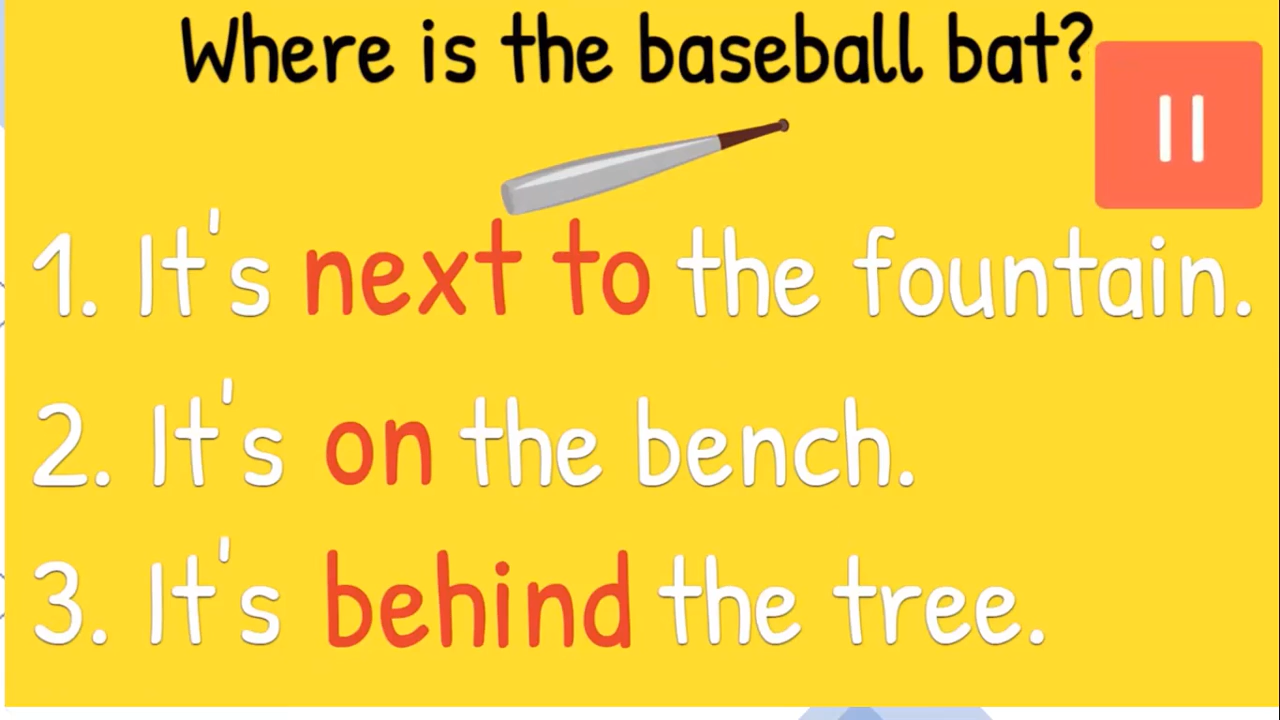 Where is the baseball bat?
1. It's next to the fountain.
2. It's on the bench.
3. It's behind the tree.